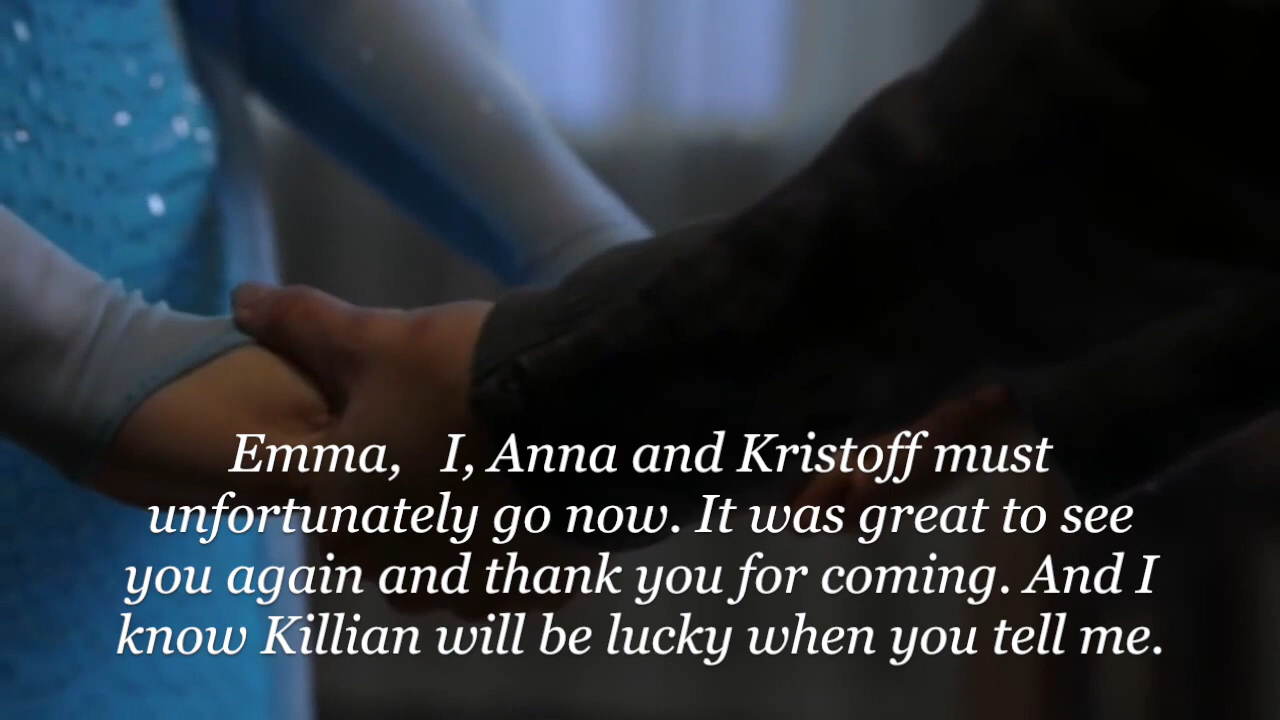 Emma, I, Anna and Kristoff must
unfortunately go now. It was great to see
you again and thank you for coming. And I
know Killian will be lucky when you tell me.